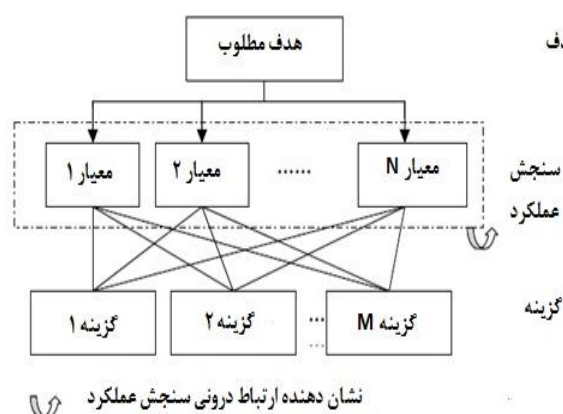 هدف مطلوب
معیار ۱ معیار ۲ ...... معیار N
سنجش
عملکرد
گزینه ۱ گزینه ۲ ... گزینه M
گزینه
نشان دهنده ارتباط درونی سنجش عملکرد